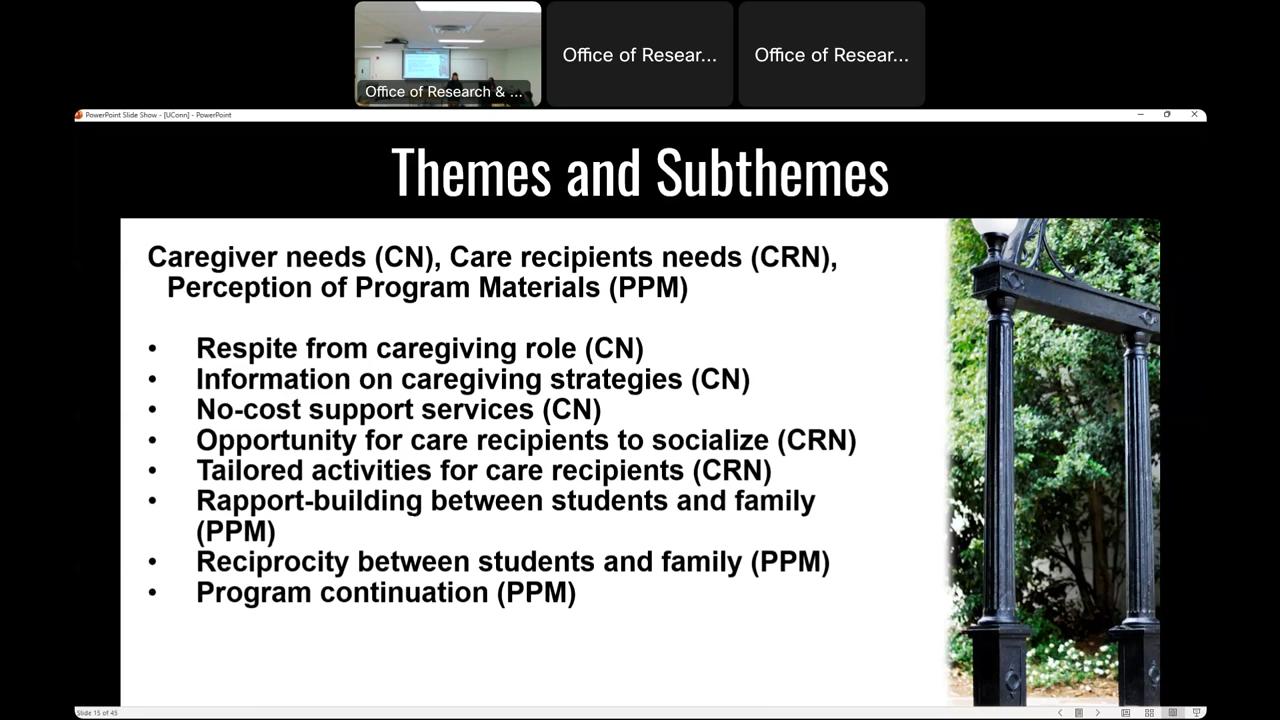 Office of Research & ...
Office of Resear...
Office of Resear...
PowerPoint Slide Show - [UConn] - PowerPoint
Themes and Subthemes
Caregiver needs (CN), Care recipients needs (CRN),
Perception of Program Materials (PPM)
• Respite from caregiving role (CN)
• Information on caregiving strategies (CN)
• No-cost support services (CN)
• Opportunity for care recipients to socialize (CRN)
• Tailored activities for care recipients (CRN)
• Rapport-building between students and family
(PPM)
• Reciprocity between students and family (PPM)
• Program continuation (PPM)
Slide 15 of 45